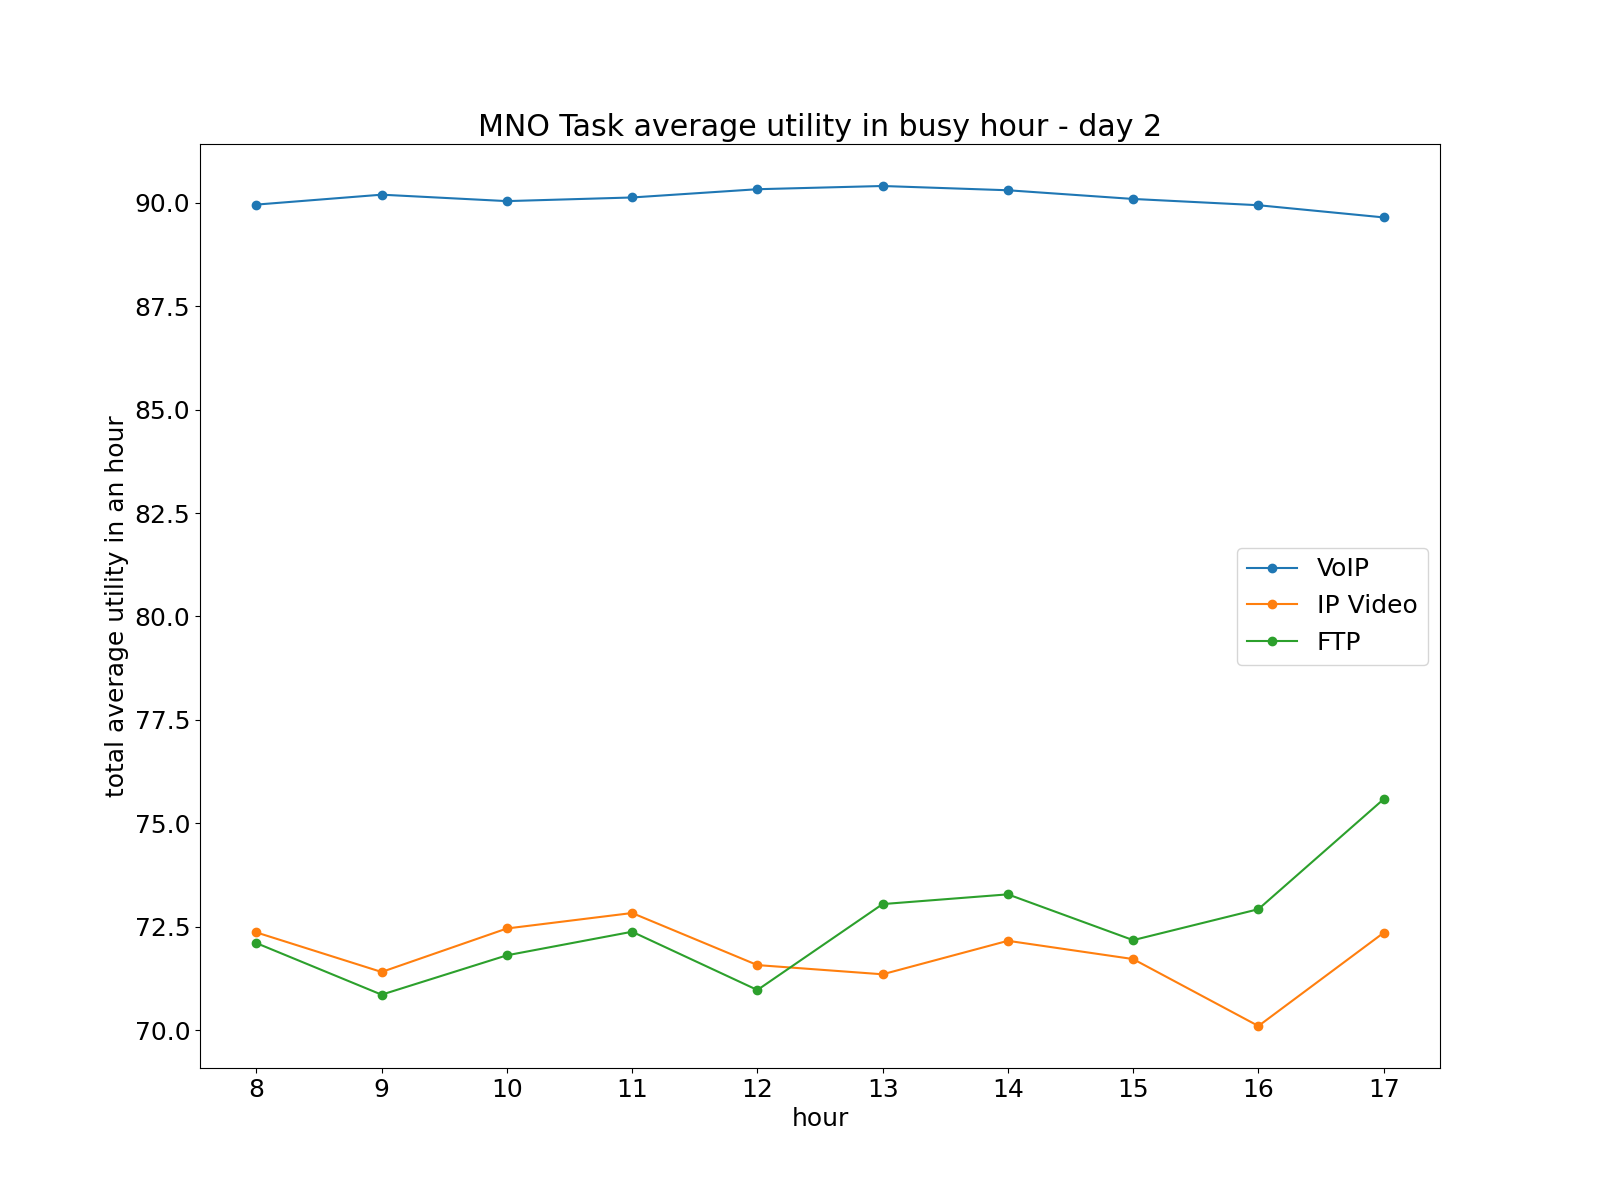 MNO Task average utility in busy hour - day 2
total average utility in an hour
90.0
87.5
85.0
82.5
80.0
77.5
75.0
72.5
70.0
VoIP
IP Video
FTP
8 9 10 11 12 13 14 15 16 17
hour